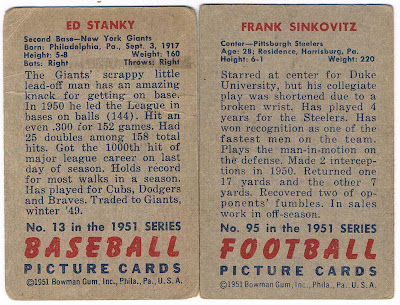 ED STANKY
Second Base—New York Giants
Born: Philadelphia, Pa., Sept. 3, 1917
Height: 5-8 Weight: 160
Bats: Right Throws: Right
The Giants' scrappy little
lead-off man has an amazing
knack for getting on base.
In 1950 he led the League in
bases on balls (144). Hit an
even .300 for 152 games. Had
25 doubles among 158 total
hits. Got the 1000th hit of
major league career on last
day of season. Holds record
for most walks in a season.
Has played for Cubs, Dodgers
and Braves. Traded to Giants,
winter '49.
No. 13 in the 1951 SERIES
BASEBALL
PICTURE CARDS
©1951 Bowman Gum, Inc., Phila., Pa., U. S. A.
FRANK SINKOVITZ
Center—Pittsburgh Steelers
Age: 28; Residence, Harrisburg, Pa.
Height: 6-1 Weight: 220
Starred at center for Duke
University, but his collegiate
play was shortened due to a
broken wrist. Has played 4
years for the Steelers. Has
won recognition as one of the
fastest men on the team.
Plays the man-in-motion on
the defense. Made 2 intercep-
tions in 1950. Returned one
17 yards and the other 7
yards. Recovered two of op-
ponents' fumbles. In sales
work in off-season.
No. 95 in the 1951 SERIES
FOOTBALL
PICTURE CARDS
©1951 Bowman Gum, Inc., Phila., Pa., U. S. A.